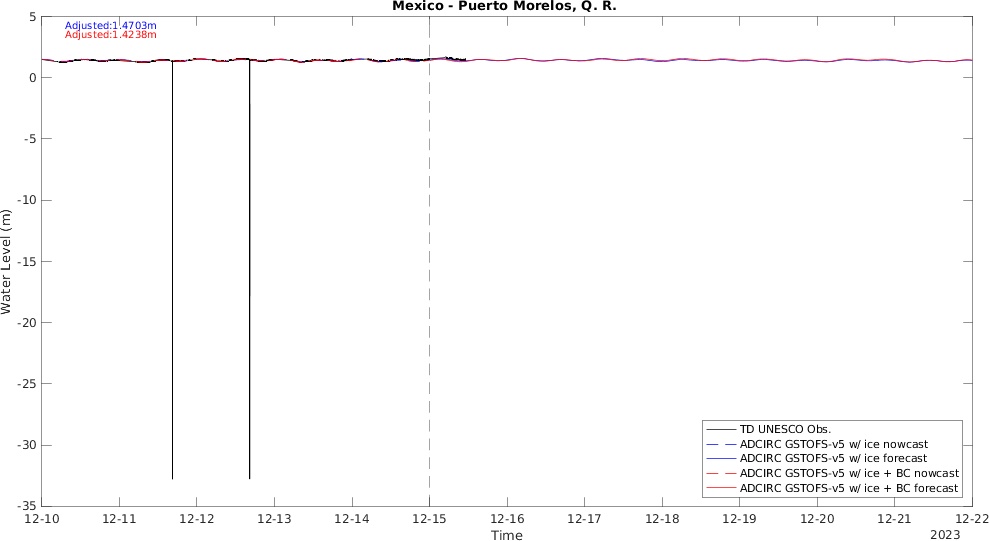 Mexico - Puerto Morelos, Q. R.
Adjusted:1.4703m
Adjusted:1.4238m
5
0
-5
-10
-15
-20
-25
-30
-35
Water Level (m)
12-10 12-11 12-12 12-13 12-14 12-15 12-16 12-17 12-18 12-19 12-20 12-21 12-22
Time
2023
TD UNESCO Obs.
ADCIRC GSTOFS-v5 w/ ice nowcast
ADCIRC GSTOFS-v5 w/ ice forecast
ADCIRC GSTOFS-v5 w/ ice + BC nowcast
ADCIRC GSTOFS-v5 w/ ice + BC forecast